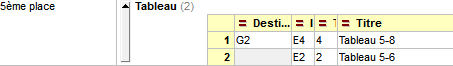 5ème place
Tableau (2)
Desti... I T Titre
1 G2 E4 4 Tableau 5-8
2 E2 2 Tableau 5-6